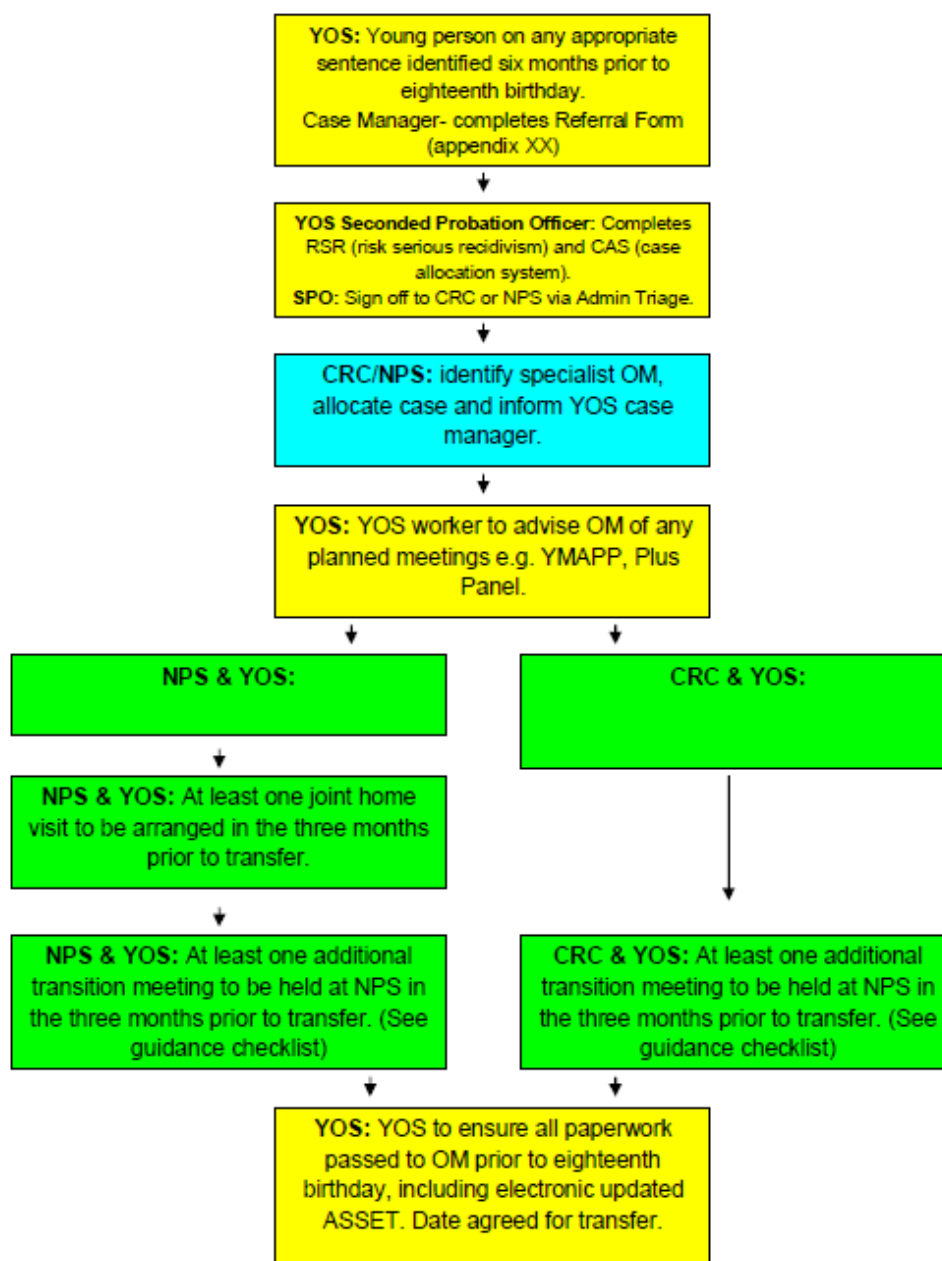 YOS: Young person on any appropriate
sentence identified six months prior to
eighteenth birthday.
Case Manager- completes Referral Form
(appendix XX)
YOS Seconded Probation Officer: Completes
RSR (risk serious recidivism) and CAS (case
allocation system).
SPO: Sign off to CRC or NPS via Admin Triage.
CRC/NPS: identify specialist OM,
allocate case and inform YOS case
manager.
YOS: YOS worker to advise OM of any
planned meetings e.g. YMAPP, Plus
Panel.
NPS & YOS:
CRC & YOS:
NPS & YOS: At least one joint home
visit to be arranged in the three months
prior to transfer.
NPS & YOS: At least one additional
transition meeting to be held at NPS in
the three months prior to transfer. (See
guidance checklist)
CRC & YOS: At least one additional
transition meeting to be held at NPS in
the three months prior to transfer. (See
guidance checklist)
YOS: YOS to ensure all paperwork
passed to OM prior to eighteenth
birthday, including electronic updated
ASSET. Date agreed for transfer.